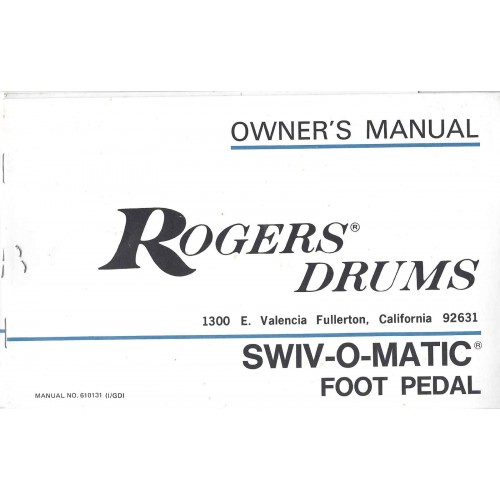 OWNER'S MANUAL
ROGERS®
DRUMS
1300 E. Valencia Fullerton, California 92631
SWIV-O-MATIC®
FOOT PEDAL
MANUAL NO. 610131 (I/GD)